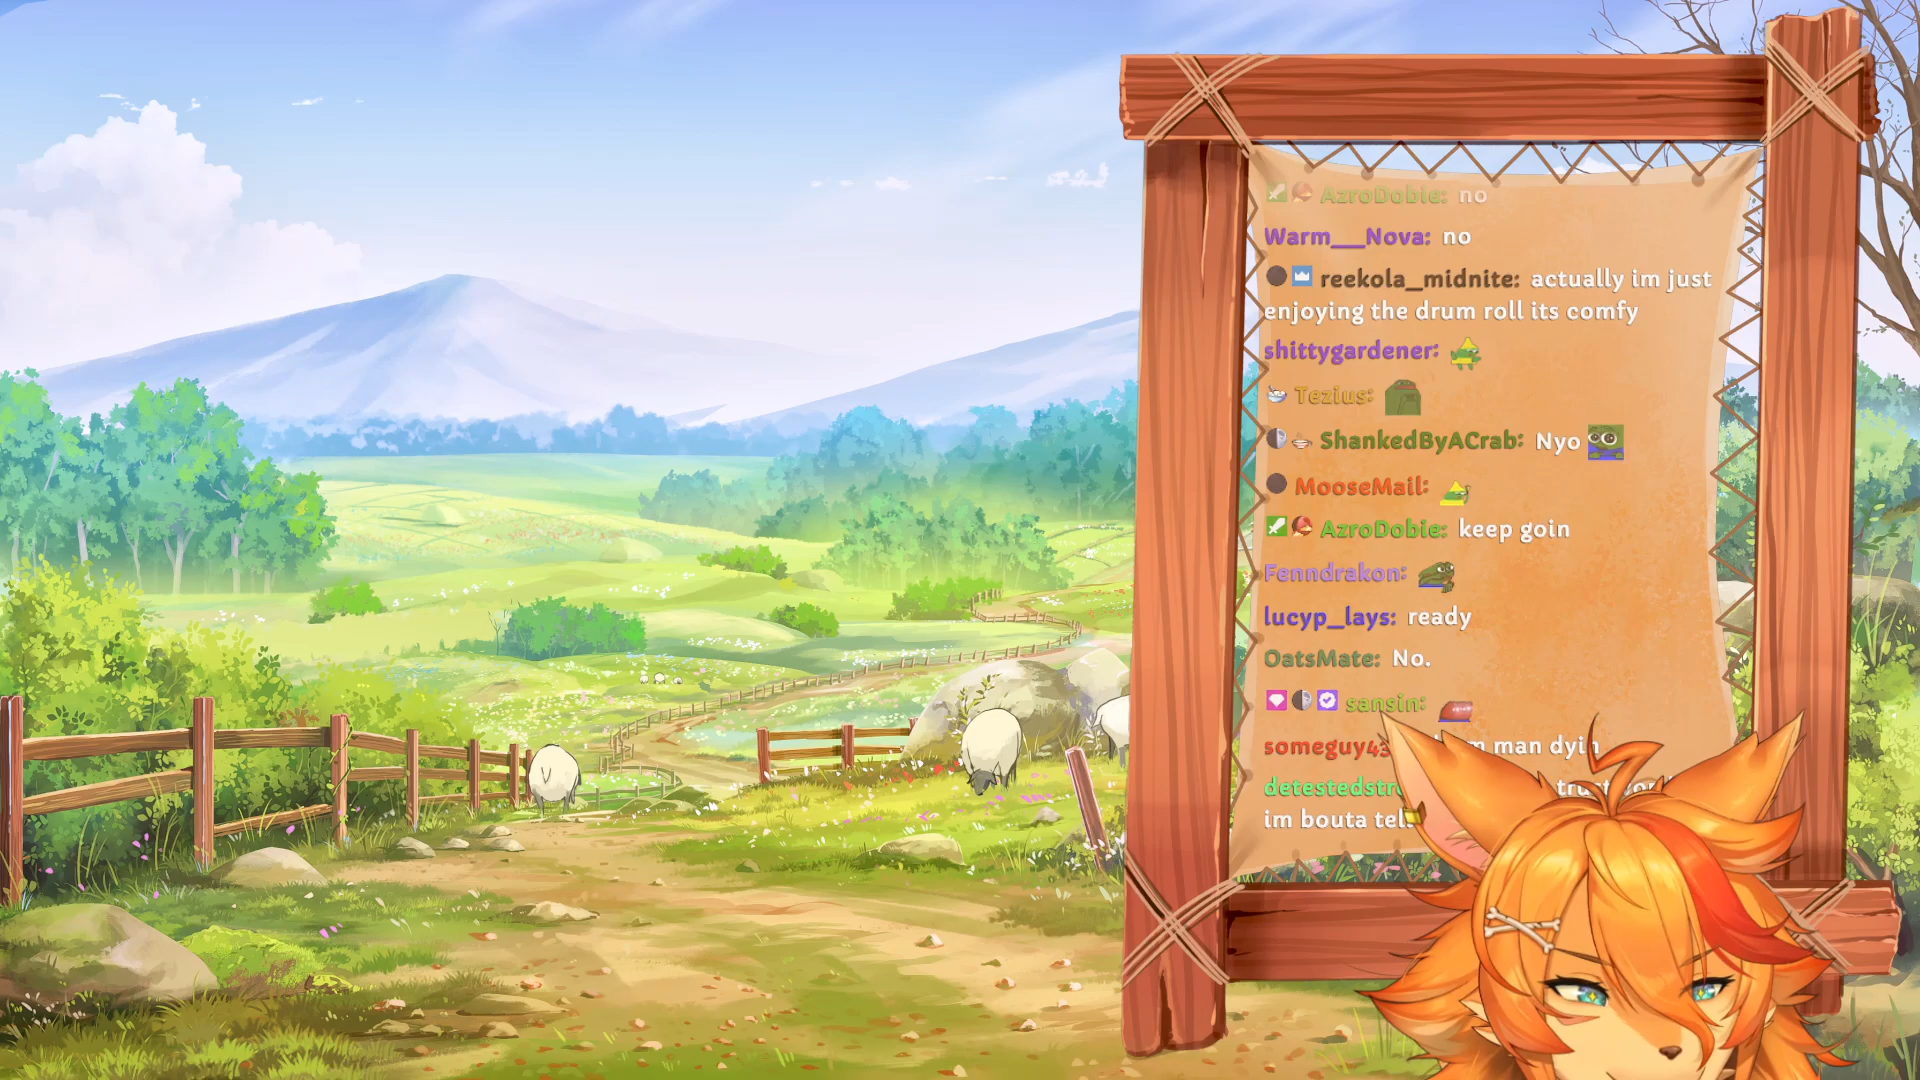 AzroDobie: no
Warm__Nova: no
reekola_midnite: actually im just
enjoying the drum roll its comfy
shittygardener:
Tezius:
ShankedByACrab: Nyo
MooseMail:
AzroDobie: keep goin
Fenndrakon:
lucyp_lays: ready
OatsMate: No.
sansin:
man dyin
im bouta